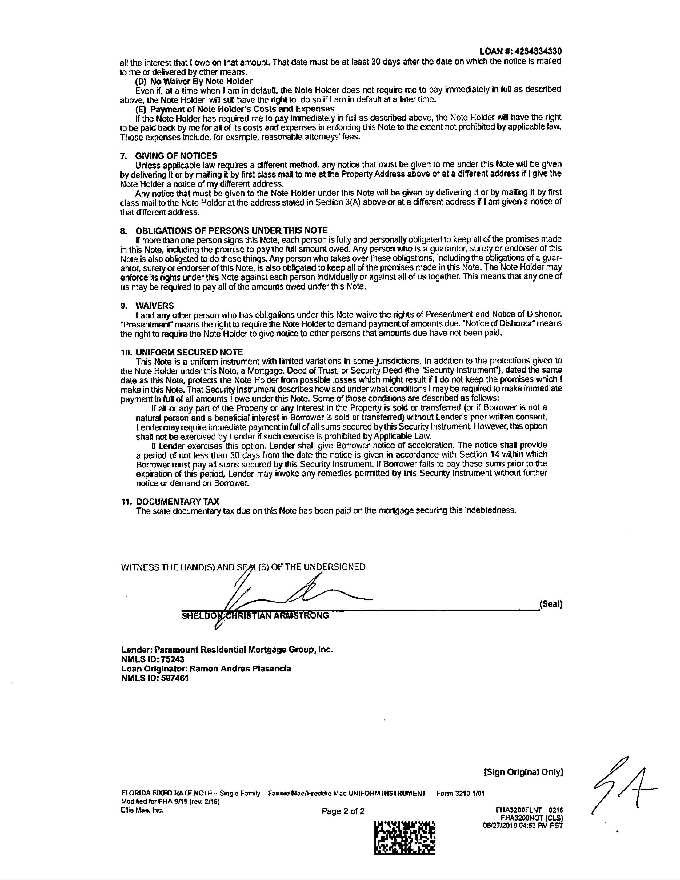 LOAN #: 4234834330
all the interest that I owe on that amount. That date must be at least 30 days after the date on which the notice is mailed
to me or delivered by other means.
(D) No Waiver By Note Holder
Even if, at a time when I am in default, the Note Holder does not require me to pay immediately in full as described
above, the Note Holder will still have the right to do so if I am in default at a later time.
(E) Payment of Note Holder's Costs and Expenses
If the Note Holder has required me to pay immediately in full as described above, the Note Holder will have the right
to be paid back by me for all of its costs and expenses in enforcing this Note to the extent not prohibited by applicable law.
Those expenses include, for example, reasonable attorneys' fees.
7. GIVING OF NOTICES
Unless applicable law requires a different method, any notice that must be given to me under this Note will be given
by delivering it or by mailing it by first class mail to me at the Property Address above or at a different address if I give the
Note Holder a notice of my different address.
Any notice that must be given to the Note Holder under this Note will be given by delivering it or by mailing it by first
class mail to the Note Holder at the address stated in Section 3(A) above or at a different address if I am given a notice of
that different address.
8. OBLIGATIONS OF PERSONS UNDER THIS NOTE
If more than one person signs this Note, each person is fully and personally obligated to keep all of the promises made
in this Note, including the promise to pay the full amount owed. Any person who is a guarantor, surety or endorser of this
Note is also obligated to do these things. Any person who takes over these obligations, including the obligations of a guar-
antor, surety or endorser of this Note, is also obligated to keep all of the promises made in this Note. The Note Holder may
enforce its rights under this Note against each person individually or against all of us together. This means that any one of
us may be required to pay all of the amounts owed under this Note.
9. WAIVERS
I and any other person who has obligations under this Note waive the rights of Presentment and Notice of Dishonor.
"Presentment" means the right to require the Note Holder to demand payment of amounts due. "Notice of Dishonor" means
the right to require the Note Holder to give notice to other persons that amounts due have not been paid.
10. UNIFORM SECURED NOTE
This Note is a uniform instrument with limited variations in some jurisdictions. In addition to the protections given to
the Note Holder under this Note, a Mortgage, Deed of Trust, or Security Deed (the "Security Instrument"), dated the same
date as this Note, protects the Note Holder from possible losses which might result if I do not keep the promises which I
make in this Note. That Security Instrument describes how and under what conditions I may be required to make immediate
payment in full of all amounts I owe under this Note. Some of those conditions are described as follows:
If all or any part of the Property or any Interest in the Property is sold or transferred (or if Borrower is not a
natural person and a beneficial interest in Borrower is sold or transferred) without Lender's prior written consent,
Lender may require immediate payment in full of all sums secured by this Security Instrument. However, this option
shall not be exercised by Lender if such exercise is prohibited by Applicable Law.
If Lender exercises this option, Lender shall give Borrower notice of acceleration. The notice shall provide
a period of not less than 30 days from the date the notice is given in accordance with Section 14 within which
Borrower must pay all sums secured by this Security Instrument. If Borrower fails to pay these sums prior to the
expiration of this period, Lender may invoke any remedies permitted by this Security Instrument without further
notice or demand on Borrower.
11. DOCUMENTARY TAX
The state documentary tax due on this Note has been paid on the mortgage securing this indebtedness.
WITNESS THE HAND(S) AND SEAL(S) OF THE UNDERSIGNED
(Seal)
SHELDON CHRISTIAN ARMSTRONG
Lender: Paramount Residential Mortgage Group, Inc.
NMLS ID: 75243
Loan Originator: Ramon Andres Plasencia
NMLS ID: 597461
[Sign Original Only]
SA
FLORIDA FIXED RATE NOTE - Single Family - Fannie Mae/Freddie Mac UNIFORM INSTRUMENT Form 3210 1/01
Modified for FHA 9/15 (rev. 2/16)
Ellie Mae, Inc.
Page 2 of 2
FHA3200FLNT 0216
FHA3200NOT (CLS)
04:53 PM PST